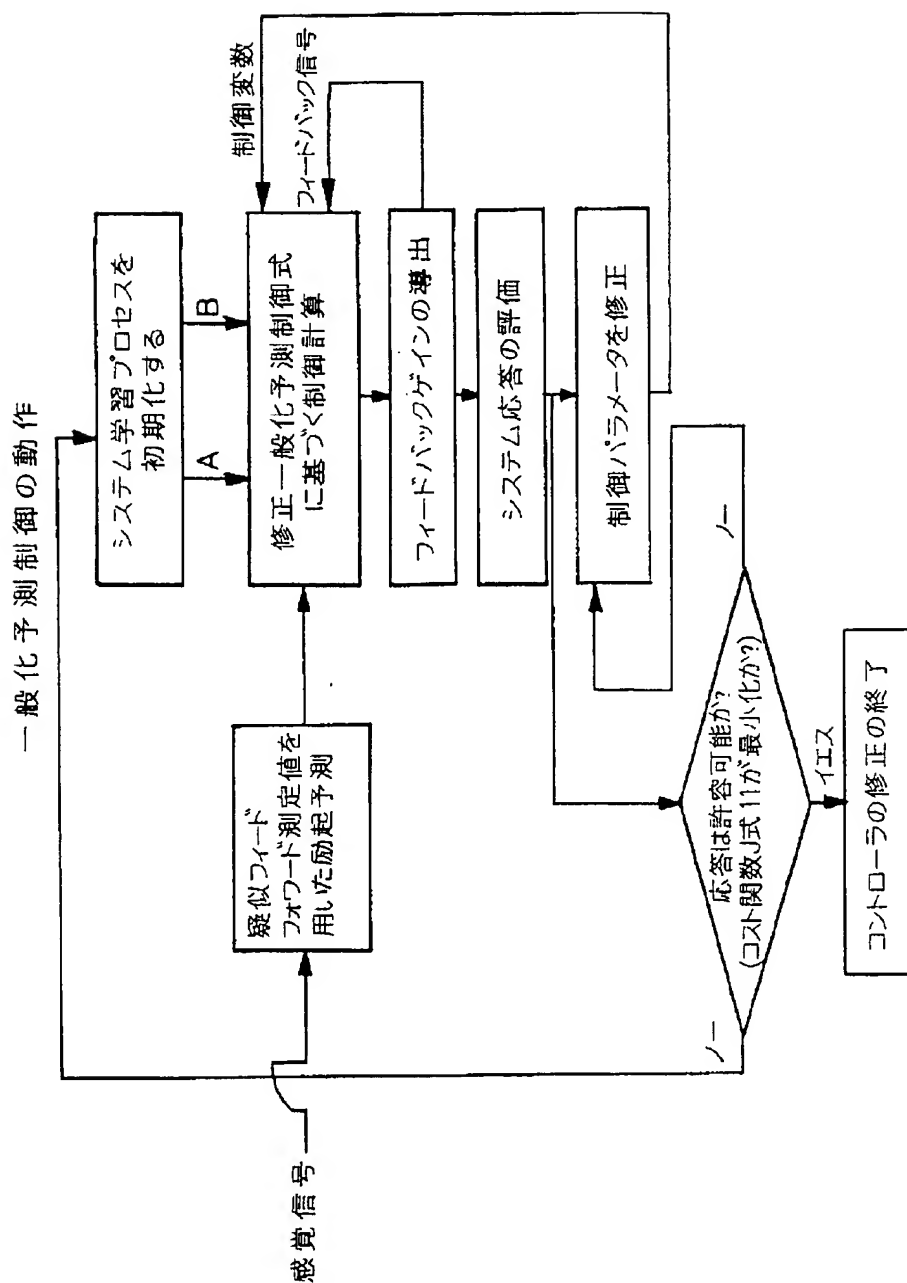 一般化予測制御の動作
システム学習プロセスを
初期化する
A
B
制御変数
フィードバック信号
修正一般化予測制御式
に基づく制御計算
疑似フィード
フォワード測定値を
用いた励起予測
感覚信号
フィードバックゲインの導出
システム応答の評価
制御パラメータを修正
ノー
ノー
応答は許容可能か?
(コスト関数J式11が最小化か?)
イエス
コントローラの修正の終了